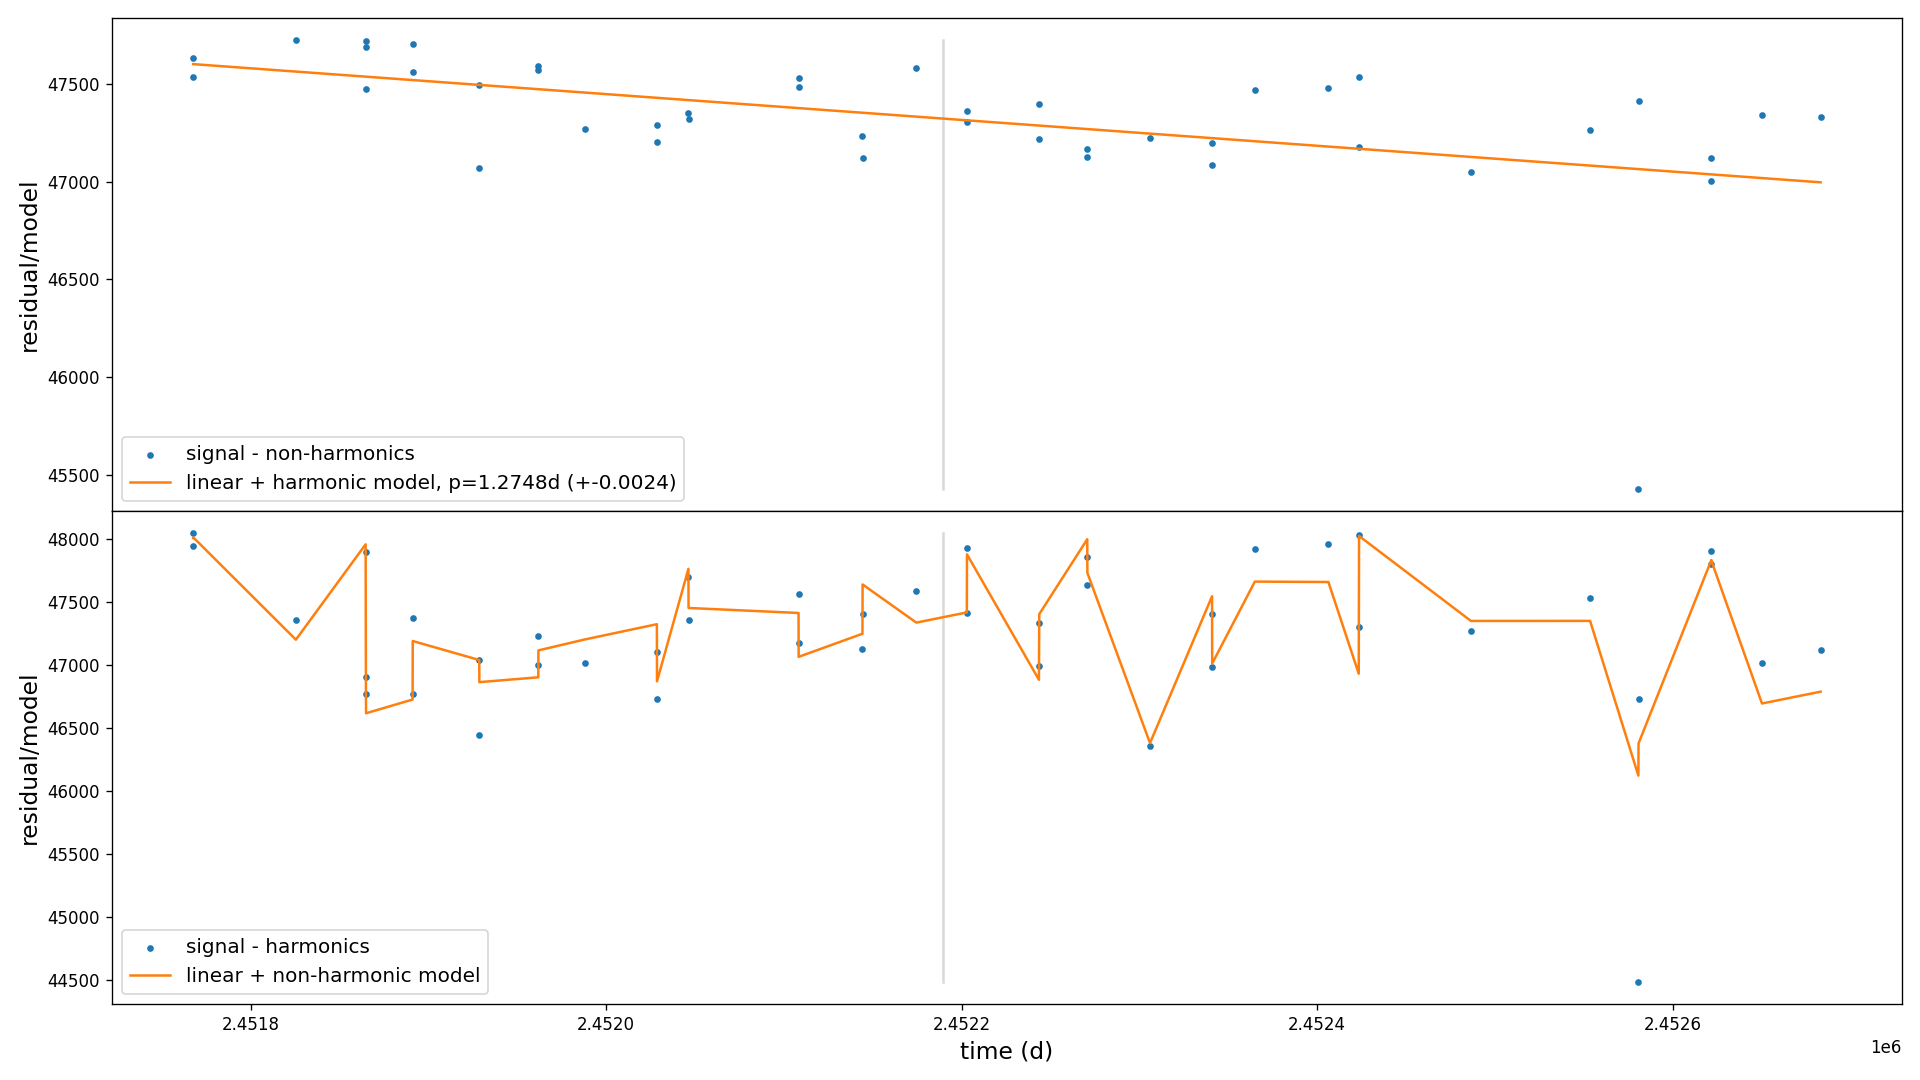 47500
47000
46500
46000
45500
residual/model
signal - non-harmonics
linear + harmonic model, p=1.2748d (+-0.0024)
48000
47500
47000
46500
46000
45500
45000
44500
residual/model
signal - harmonics
linear + non-harmonic model
2.4518 2.4520 2.4522 2.4524 2.4526
time (d)
1e6